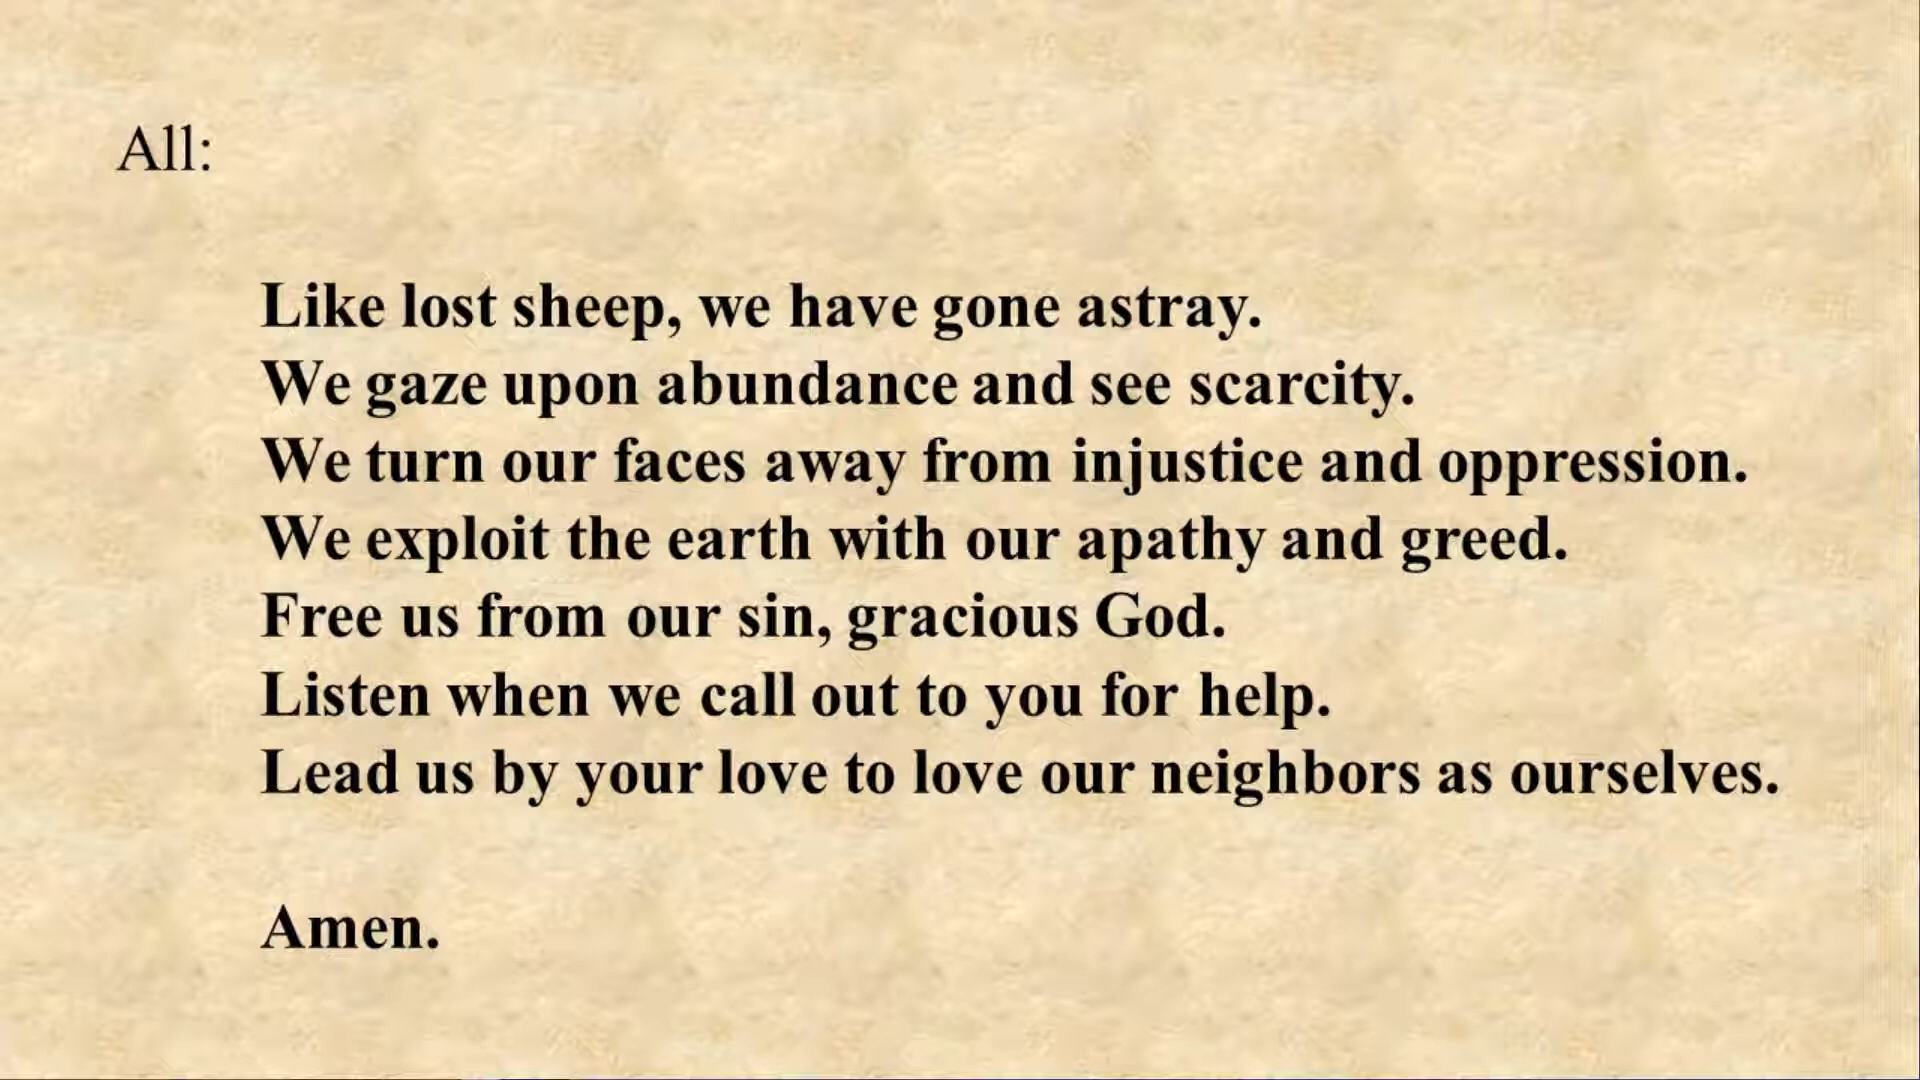 All:
Like lost sheep, we have gone astray.
We gaze upon abundance and see scarcity.
We turn our faces away from injustice and oppression.
We exploit the earth with our apathy and greed.
Free us from our sin, gracious God.
Listen when we call out to you for help.
Lead us by your love to love our neighbors as ourselves.
Amen.